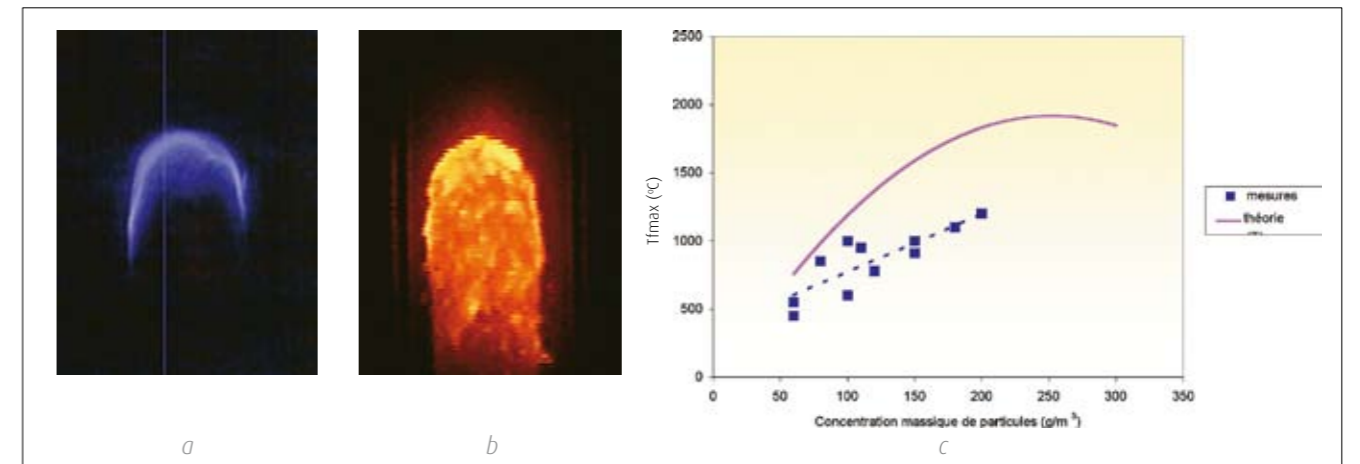 a
b
c
2500
2000
1500
1000
500
0
Tfmax (°C)
0 50 100 150 200 250 300 350
Concentration massique de particules (g/m³)
mesures
théorie